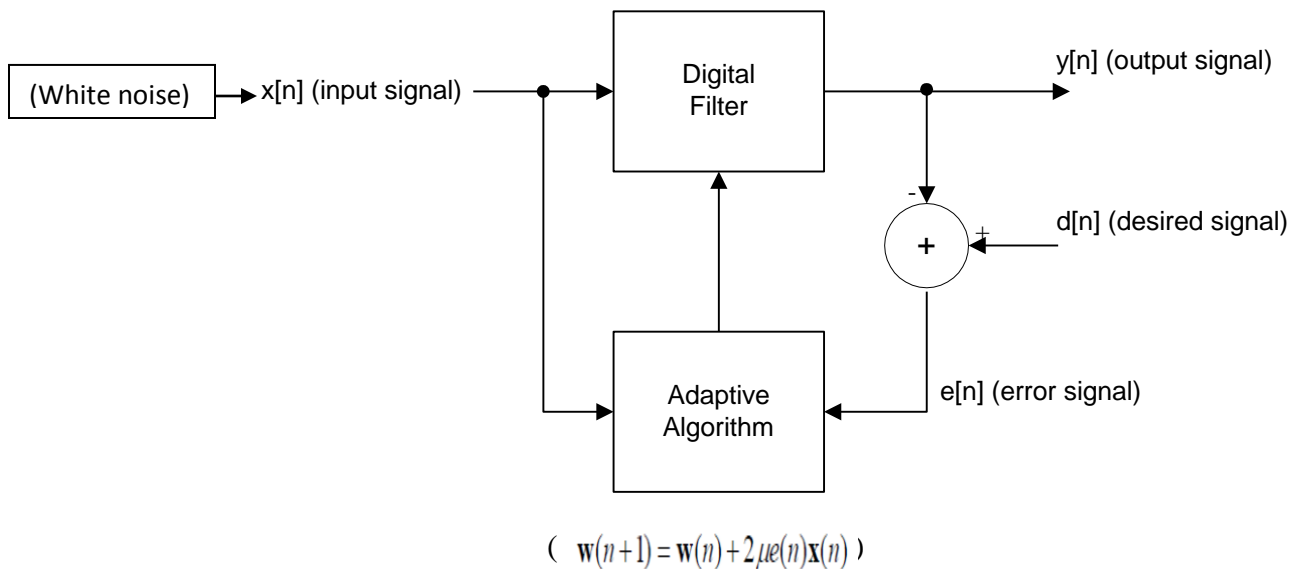 (White noise)
x[n] (input signal)
Digital
Filter
y[n] (output signal)
-
+
+
d[n] (desired signal)
Adaptive
Algorithm
e[n] (error signal)
( w(n+1) = w(n)+2μe(n)x(n) )